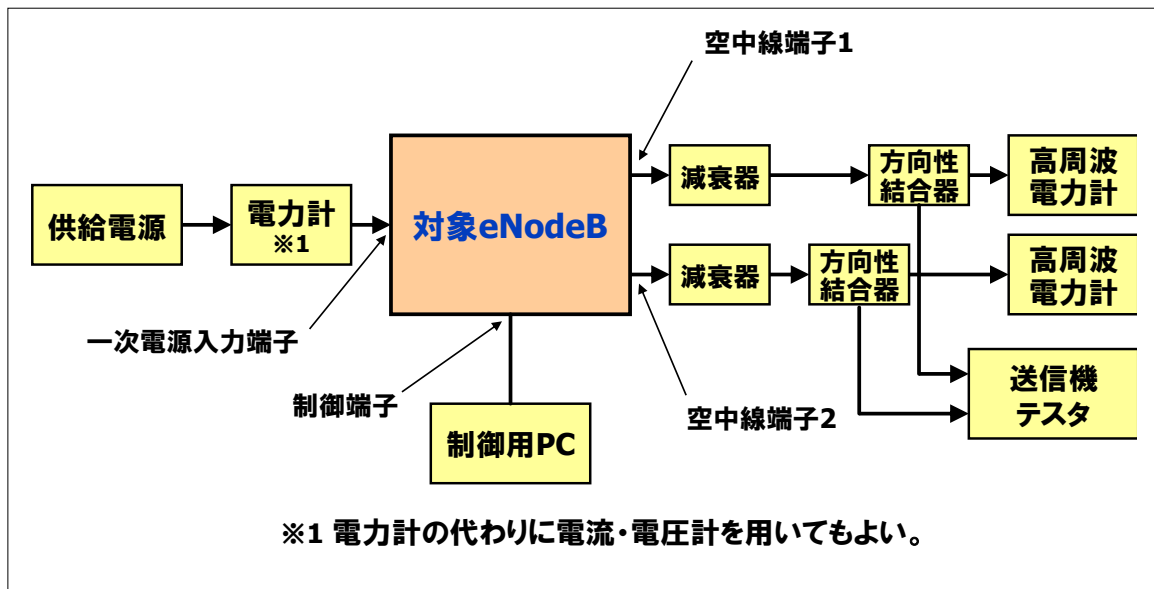 空中線端子1
供給電源
電力計
※1
対象eNodeB
減衰器
方向性
結合器
高周波
電力計
減衰器
方向性
結合器
高周波
電力計
一次電源入力端子
制御端子
制御用PC
空中線端子2
送信機
テスタ
※1 電力計の代わりに電流・電圧計を用いてもよい。